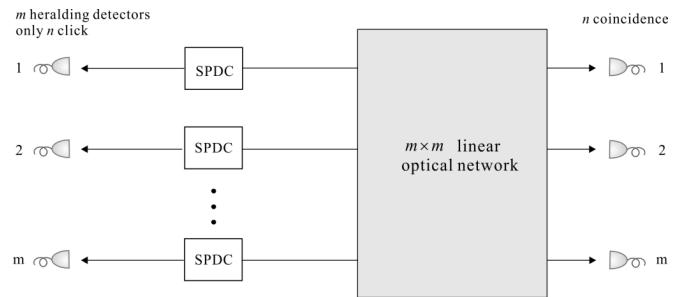 m heralding detectors
only n click
n coincidence
1
SPDC
1
2
SPDC
m×m linear
optical network
2
m
SPDC
m